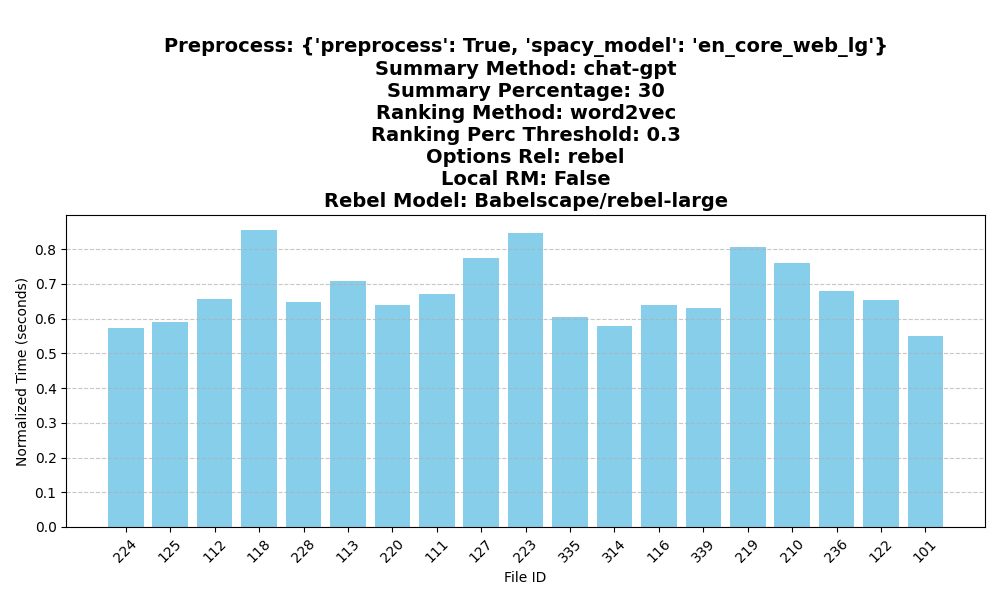 Preprocess: {'preprocess': True, 'spacy_model': 'en_core_web_lg'}
Summary Method: chat-gpt
Summary Percentage: 30
Ranking Method: word2vec
Ranking Perc Threshold: 0.3
Options Rel: rebel
Local RM: False
Rebel Model: Babelscape/rebel-large
Normalized Time (seconds)
0.8
0.7
0.6
0.5
0.4
0.3
0.2
0.1
0.0
224 125 112 118 228 113 220 111 127 223 335 314 116 339 219 210 236 122 101
File ID